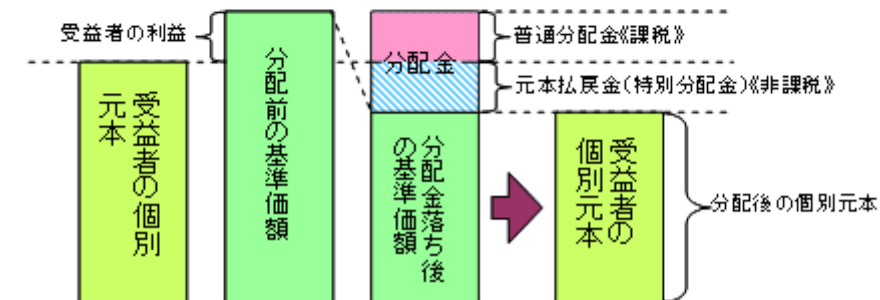 受益者の利益
普通分配金《課税》
分配金
元本払戻金(特別分配金)《非課税》
受益者の個別
元本
分配前の基準価額
分配金落ち後
の基準価額
受益者の
個別元本
分配後の個別元本